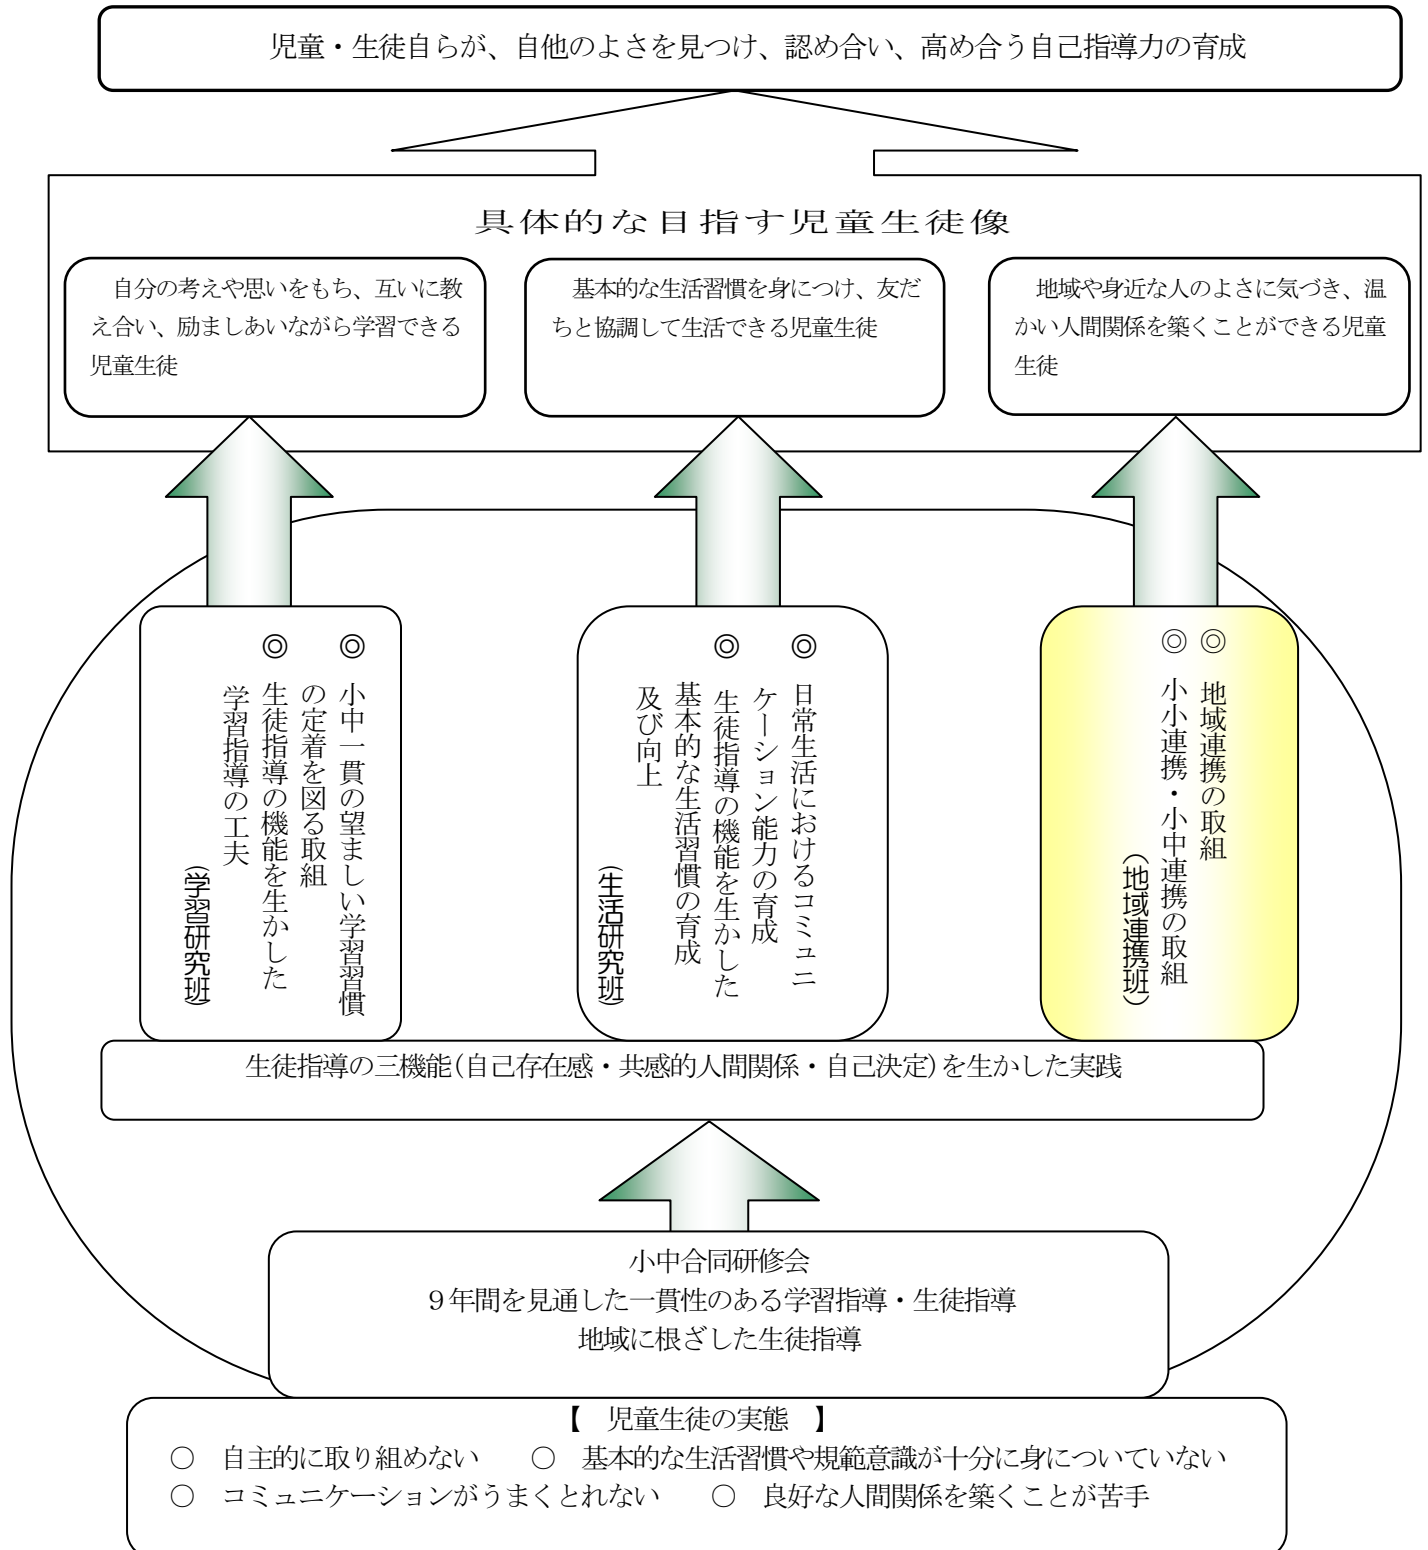 児童・生徒自らが、自他のよさを見つけ、認め合い、高め合う自己指導力の育成
具体的な目指す児童生徒像
自分の考えや思いをもち、互いに教
え合い、励ましあいながら学習できる
児童生徒
基本的な生活習慣を身につけ、友だ
ちと協調して生活できる児童生徒
地域や身近な人のよさに気づき、温
かい人間関係を築くことができる児童
生徒
◎ 小中一貫の望ましい学習習慣
の定着を図る取組
◎ 生徒指導の機能を生かした
学習指導の工夫
(学習研究班)
◎ 日常生活におけるコミュニ
ケーション能力の育成
◎ 生徒指導の機能を生かした
基本的な生活習慣の育成
及び向上
(生活研究班)
◎ 地域連携の取組
◎ 小小連携・小中連携の取組
(地域連携班)
生徒指導の三機能(自己存在感・共感的人間関係・自己決定)を生かした実践
小中合同研修会
９年間を見通した一貫性のある学習指導・生徒指導
地域に根ざした生徒指導
【　児童生徒の実態　】
○　自主的に取り組めない　　○　基本的な生活習慣や規範意識が十分に身についていない
○　コミュニケーションがうまくとれない　　○　良好な人間関係を築くことが苦手